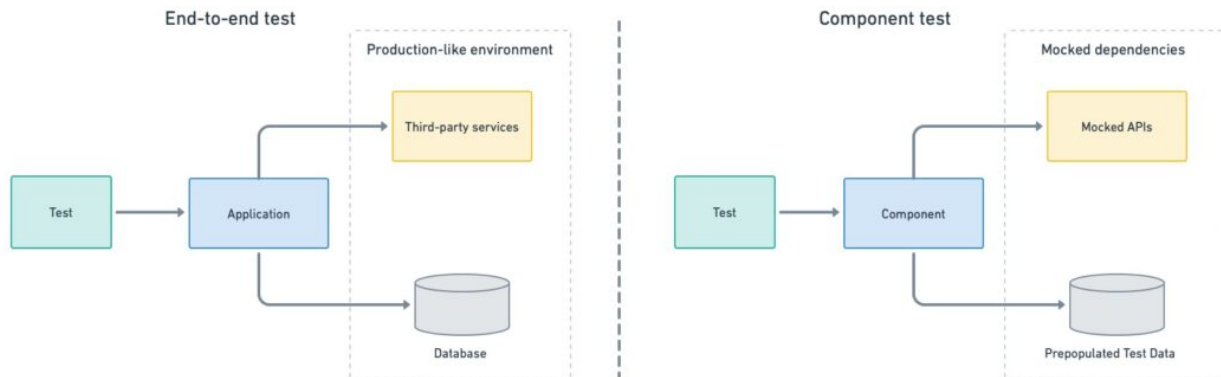 End-to-end test
Production-like environment
Third-party services
Test
Application
Database
Component test
Mocked dependencies
Mocked APIs
Test
Component
Prepopulated Test Data